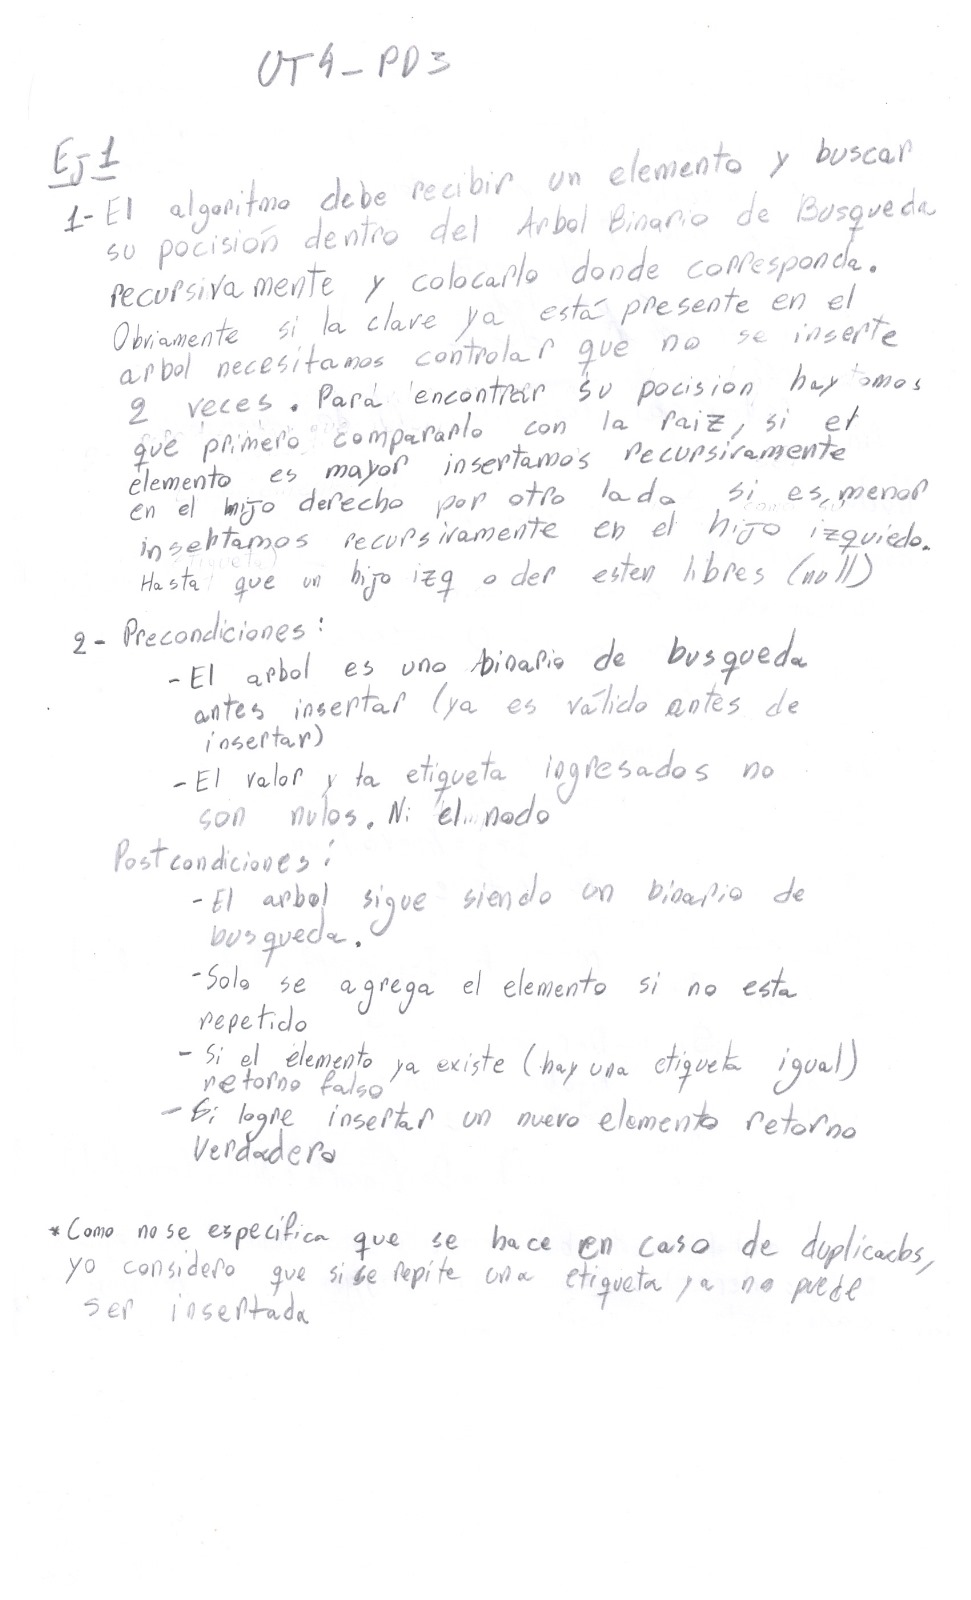 UT4_PD3
EJ1
1- El algoritmo debe recibir un elemento y buscar
su pocisión dentro del Arbol Binario de Busqueda
recursivamente y colocarlo donde corresponda.
Obviamente si la clave ya está presente en el
arbol necesitamos controlar que no se inserte
2 veces. Para encontrar su pocision hay
que primero compararlo con la raiz, si el
elemento es mayor insertamos recursivamente
en el hijo derecho por otro lado si es menor
insertamos recursivamente en el hijo izquiedo.
Hasta que un hijo izq o der esten libres (null)
2- Precondiciones:
- El arbol es uno binario de busqueda
antes insertar (ya es válido antes de
insertar)
- El valor y la etiqueta ingresados no
son nulos. Ni el nodo
Postcondiciones:
- El arbol sigue siendo un binario de
busqueda.
- Solo se agrega el elemento si no esta
repetido
- Si el elemento ya existe (hay una etiqueta igual)
retorno falso
- Si logre insertar un nuevo elemento retorno
Verdadero
* Como no se especifica que se hace en caso de duplicados,
yo considero que si se repite una etiqueta ya no puede
ser insertada